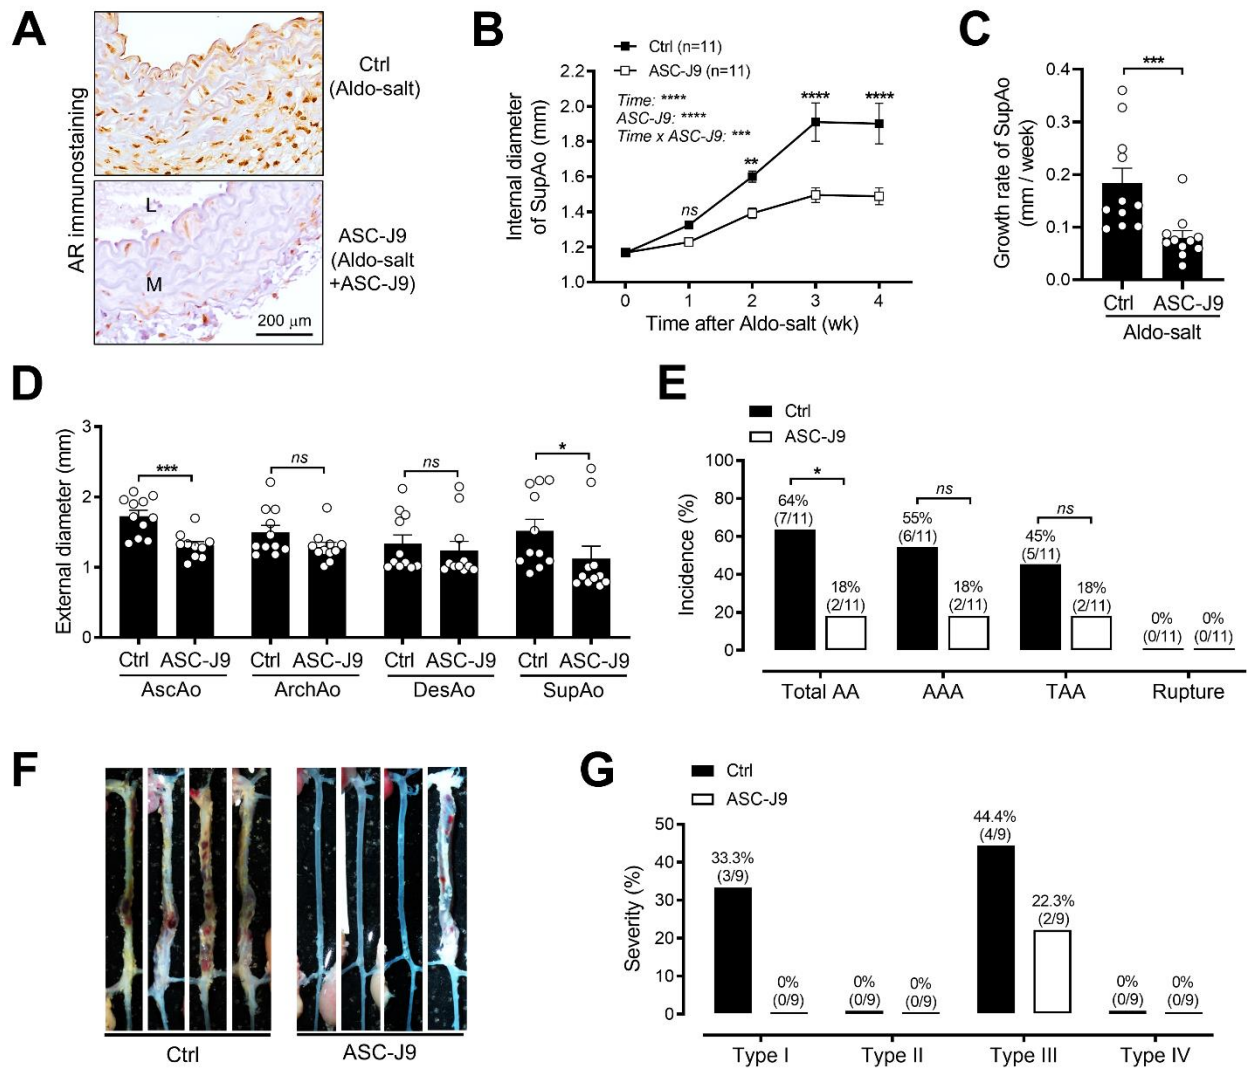 A
AR immunostaining
Ctrl
(Aldo-salt)
L
M
200 μm
ASC-J9
(Aldo-salt
+ASC-J9)
B
Ctrl (n=11)
ASC-J9 (n=11)
Time: ****
ASC-J9: ****
Time x ASC-J9: ***
Internal diameter
of SupAo (mm)
2.2
2.0
1.8
1.6
1.4
1.2
1.0
ns
**
****
****
0 1 2 3 4
Time after Aldo-salt (wk)
C
Growth rate of SupAo
(mm / week)
0.4
0.3
0.2
0.1
0.0
***
Ctrl ASC-J9
Aldo-salt
D
External diameter (mm)
3
2
1
0
***
ns
ns
*
Ctrl ASC-J9 Ctrl ASC-J9 Ctrl ASC-J9 Ctrl ASC-J9
AscAo ArchAo DesAo SupAo
E
Ctrl
ASC-J9
Incidence (%)
100
80
60
40
20
0
*
ns
ns
64%
(7/11)
18%
(2/11)
55%
(6/11)
18%
(2/11)
45%
(5/11)
18%
(2/11)
0%
(0/11)
0%
(0/11)
Total AA AAA TAA Rupture
F
Ctrl ASC-J9
G
Ctrl
ASC-J9
Severity (%)
50
40
30
20
10
0
33.3%
(3/9)
0%
(0/9)
0%
(0/9)
0%
(0/9)
44.4%
(4/9)
22.3%
(2/9)
0%
(0/9)
0%
(0/9)
Type I Type II Type III Type IV